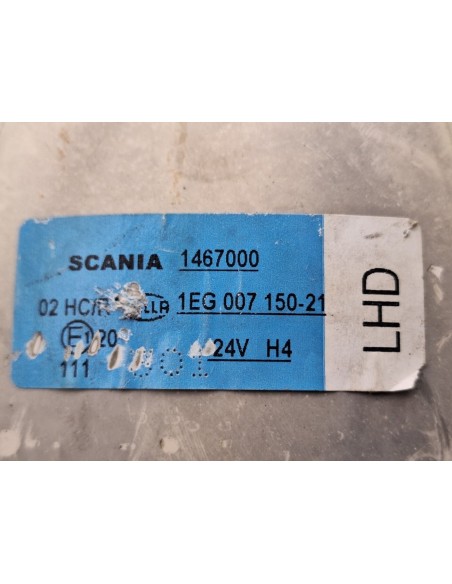 SCANIA 1467000
02 HC/R 1EG 007 150-21
E1 20 24V H4
111
LHD